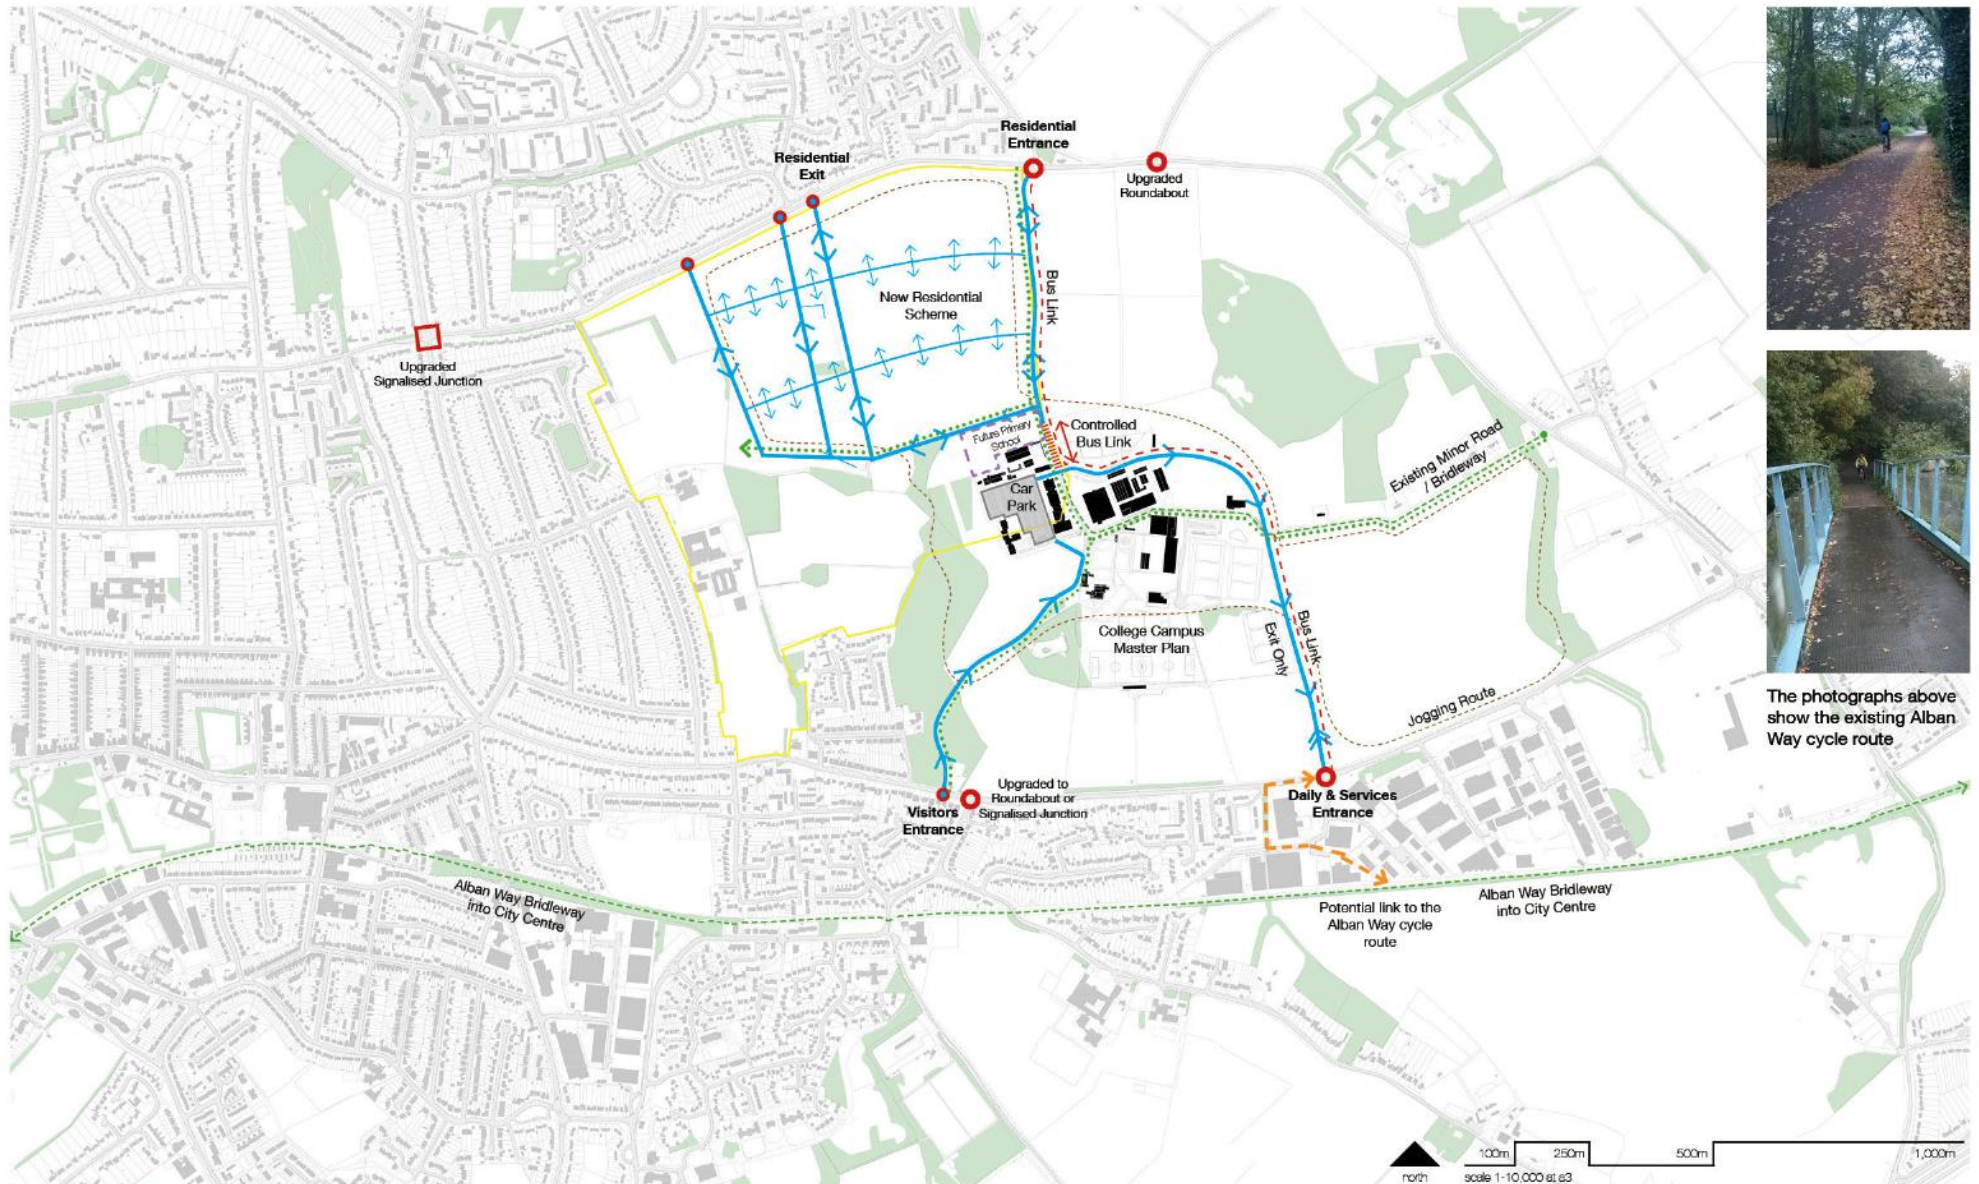 Residential
Entrance
Residential
Exit
Upgraded
Roundabout
Bus Link
New Residential
Scheme
Upgraded
Signalised Junction
Future Primary
School
Controlled
Bus Link
Existing Minor Road
/ Bridleway
Car
Park
College Campus
Master Plan
Bus Link
Exit Only
Jogging Route
The photographs above
show the existing Alban
Way cycle route
Upgraded to
Roundabout or
Signalised Junction
Visitors
Entrance
Daily & Services
Entrance
Alban Way Bridleway
into City Centre
Alban Way Bridleway
into City Centre
Potential link to the
Alban Way cycle
route
100m 250m 500m 1,000m
north scale 1-10,000 at a3